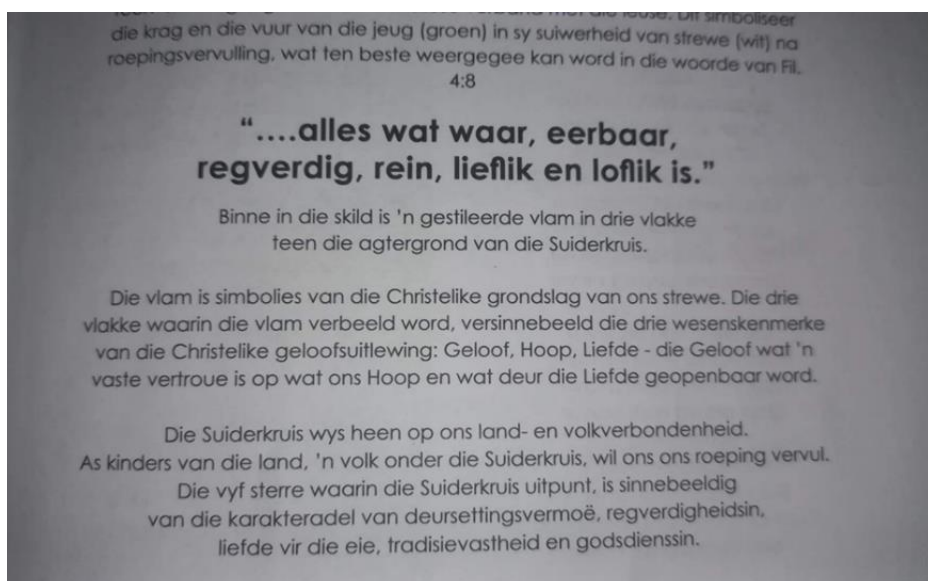 die leuse. Dit simboliseer
die krag en die vuur van die jeug (groen) in sy suiwerheid van strewe (wit) na
roepingsvervulling, wat ten beste weergegee kan word in die woorde van Fil.
4:8
“....alles wat waar, eerbaar,
regverdig, rein, lieflik en loflik is.”
Binne in die skild is 'n gestileerde vlam in drie vlakke
teen die agtergrond van die Suiderkruis.
Die vlam is simbolies van die Christelike grondslag van ons strewe. Die drie
vlakke waarin die vlam verbeeld word, versinnebeeld die drie wesenskenmerke
van die Christelike geloofsuitlewing: Geloof, Hoop, Liefde - die Geloof wat 'n
vaste vertroue is op wat ons Hoop en wat deur die Liefde geopenbaar word.
Die Suiderkruis wys heen op ons land- en volkverbondenheid.
As kinders van die land, 'n volk onder die Suiderkruis, wil ons ons roeping vervul.
Die vyf sterre waarin die Suiderkruis uitpunt, is sinnebeeldig
van die karakteradel van deursettingsvermoë, regverdigheidsin,
liefde vir die eie, tradisievastheid en godsdienssin.